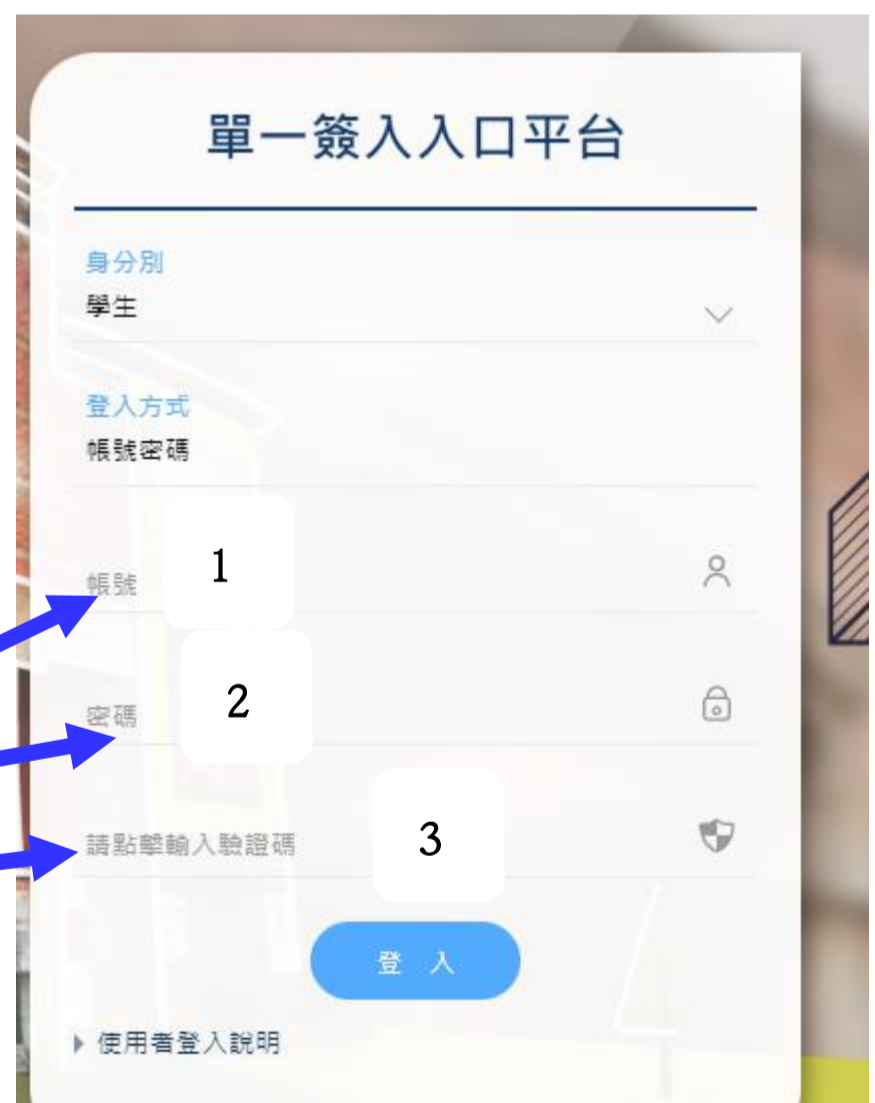 單一簽入入口平台
身分別
學生
登入方式
帳號密碼
帳號 1
密碼 2
請點擊輸入驗證碼 3
登 入
使用者登入說明